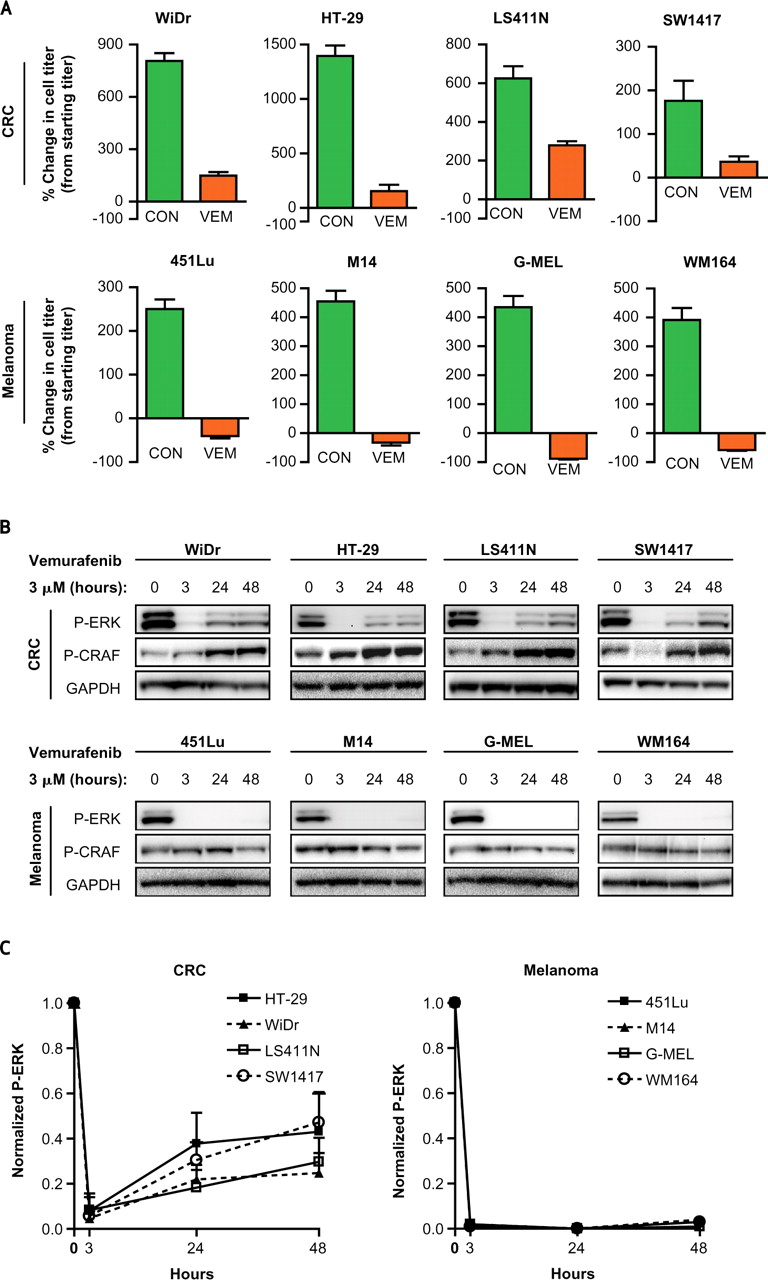 A
WiDr
HT-29
LS411N
SW1417
CRC
% Change in cell titer
(from starting titer)
900
600
300
0
-100
CON
VEM
1500
1000
500
0
-100
CON
VEM
800
600
400
200
0
-100
CON
VEM
300
200
100
0
-100
CON
VEM
451Lu
M14
G-MEL
WM164
Melanoma
% Change in cell titer
(from starting titer)
300
200
100
0
-100
CON
VEM
500
400
300
200
100
0
-100
CON
VEM
500
400
300
200
100
0
-100
CON
VEM
500
400
300
200
100
0
-100
CON
VEM
B
WiDr
HT-29
LS411N
SW1417
Vemurafenib
3 µM (hours):
0 3 24 48
0 3 24 48
0 3 24 48
0 3 24 48
CRC
P-ERK
P-CRAF
GAPDH
451Lu
M14
G-MEL
WM164
Vemurafenib
3 µM (hours):
0 3 24 48
0 3 24 48
0 3 24 48
0 3 24 48
Melanoma
P-ERK
P-CRAF
GAPDH
C
CRC
Normalized P-ERK
1.0
0.8
0.6
0.4
0.2
0.0
HT-29
WiDr
LS411N
SW1417
0 3 24 48
Hours
Melanoma
Normalized P-ERK
1.0
0.8
0.6
0.4
0.2
0.0
451Lu
M14
G-MEL
WM164
0 3 24 48
Hours